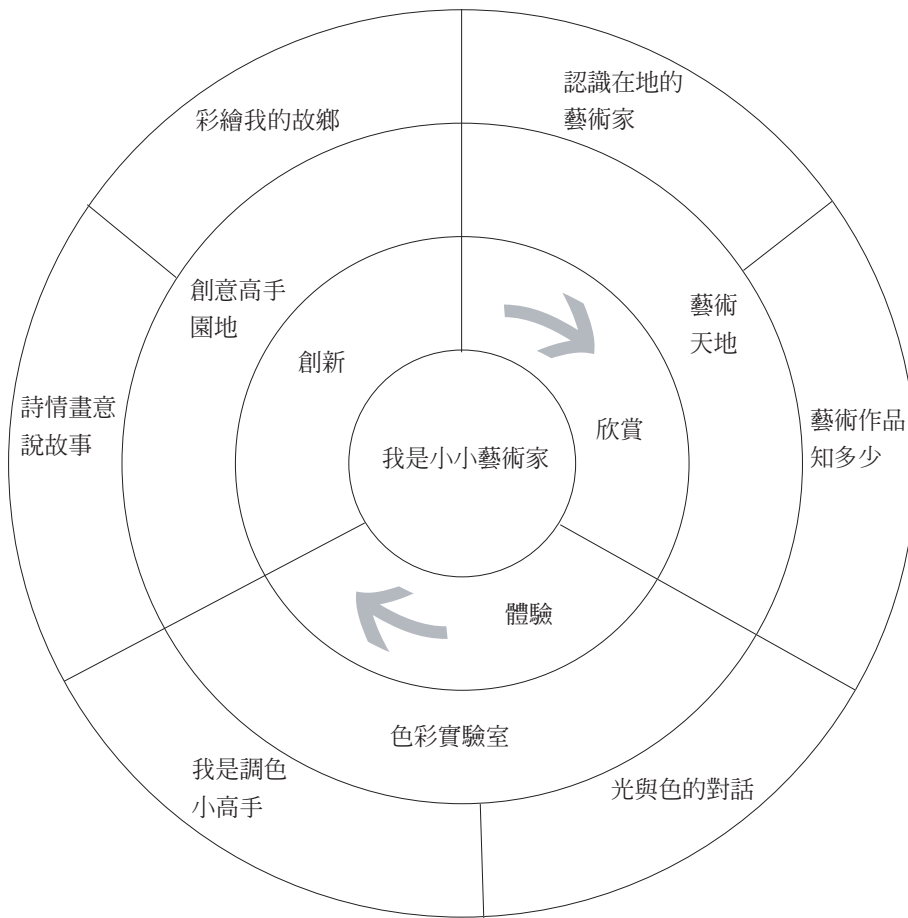 認識在地的
藝術家
彩繪我的故鄉
創意高手
園地
藝術
天地
創新
詩情畫意
說故事
欣賞
藝術作品
知多少
我是小小藝術家
體驗
色彩實驗室
我是調色
小高手
光與色的對話